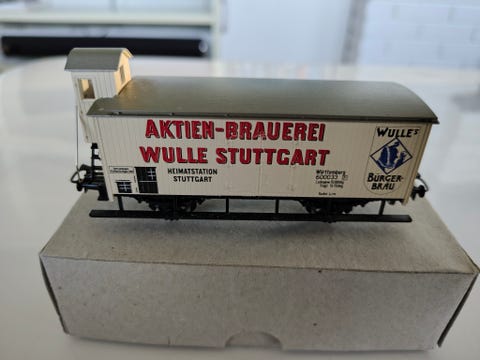 AKTIEN-BRAUEREI
WULLE STUTTGART
HEIMATSTATION
STUTTGART
Württemberg
600033
WULLE'S
BÜRGER-
BRÄU